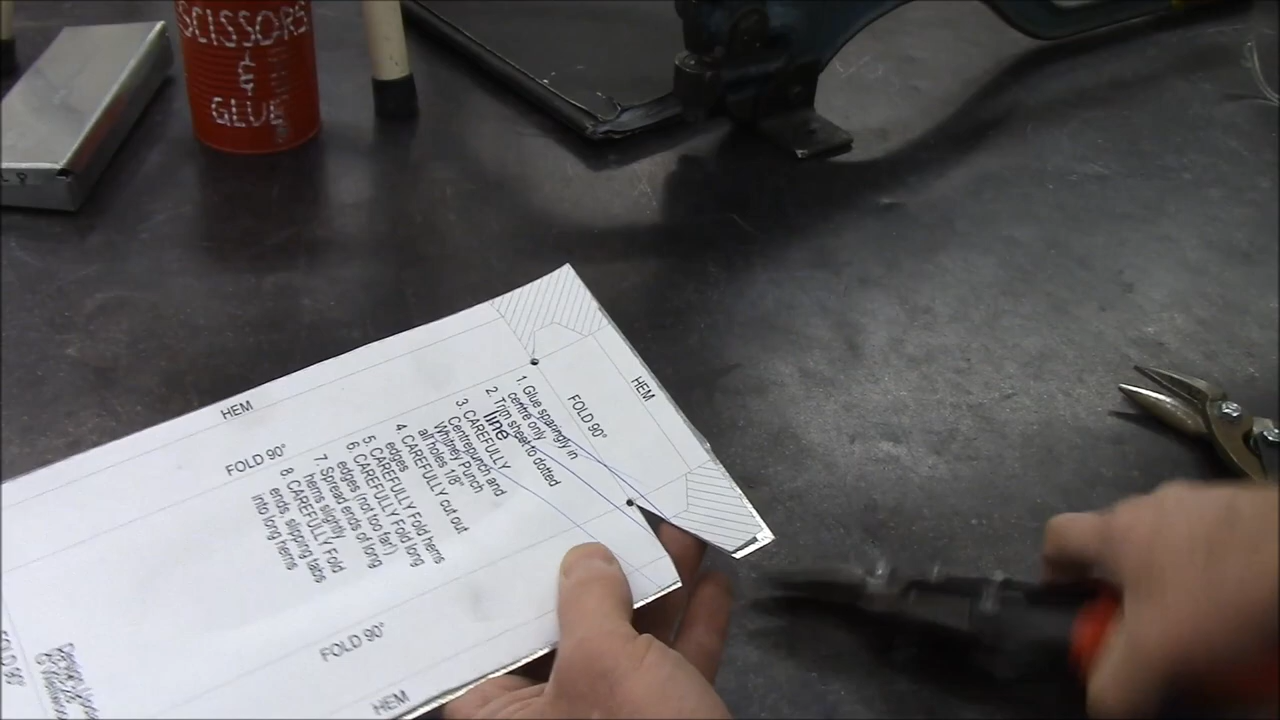 SCISSORS
&
GLUE
HEM
HEM
FOLD 90°
FOLD 90°
1. Glue sparingly in
centre only
2. Trim sheet to dotted
line
3. CAREFULLY
Centrepunch and
Whitney Punch
all holes 1/8"
4. CAREFULLY cut out
edges
5. CAREFULLY Fold hems
6. CAREFULLY Fold long
edges (not too far!)
7. Spread ends of long
hems slightly
8. CAREFULLY Fold
ends, slipping tabs
into long hems
FOLD 90°
HEM
FOLD 90°